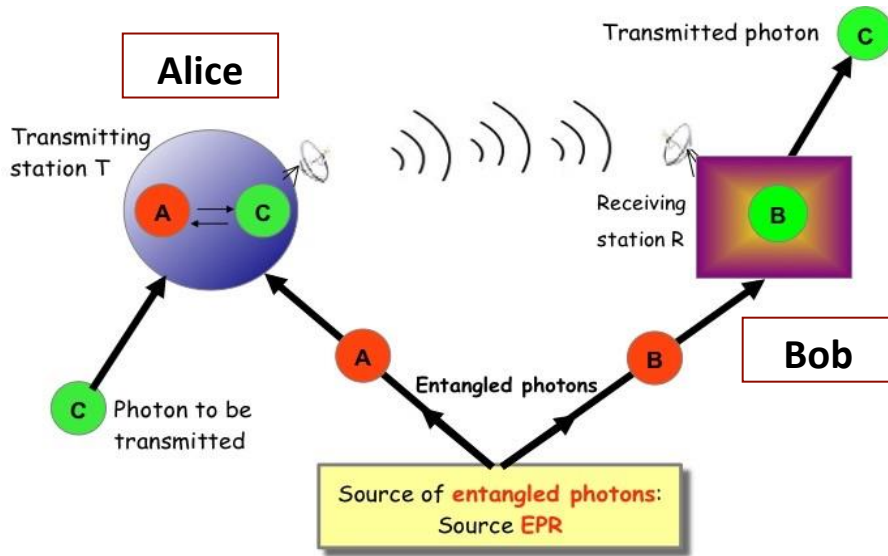 Alice
Transmitted photon
C
Transmitting
station T
A
C
Receiving
station R
B
A
B
Bob
Entangled photons
C
Photon to be
transmitted
Source of entangled photons:
Source EPR